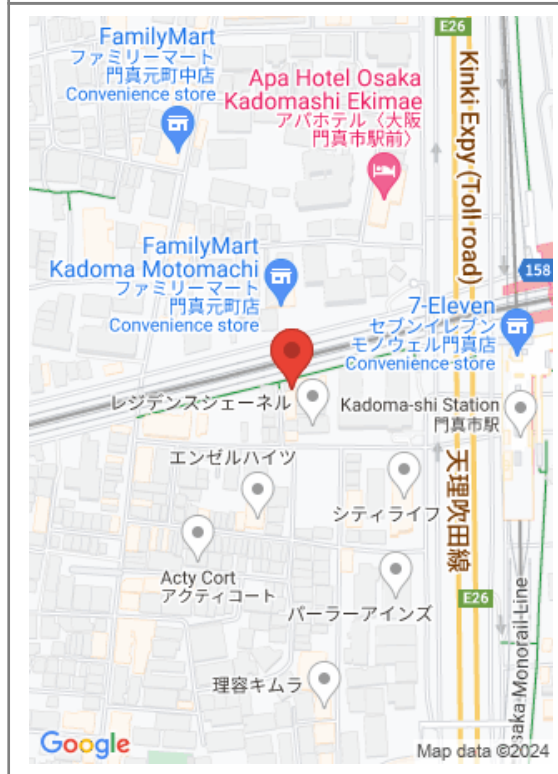 E26
FamilyMart
ファミリーマート
門真元町中店
Convenience store
Kinki Expy (Toll road)
Apa Hotel Osaka
Kadomashi Ekimae
アパホテル〈大阪
門真市駅前〉
FamilyMart
Kadoma Motomachi
ファミリーマート
門真元町店
Convenience store
158
7-Eleven
セブンイレブン
モノウェル門真店
Convenience store
レジデンスシェーネル
Kadoma-shi Station
門真市駅
エンゼルハイツ
シティライフ
天理吹田線
Acty Cort
アクティコート
パーラーアインズ
E26
saka Monorail Line
理容キムラ
Google
Map data ©2024